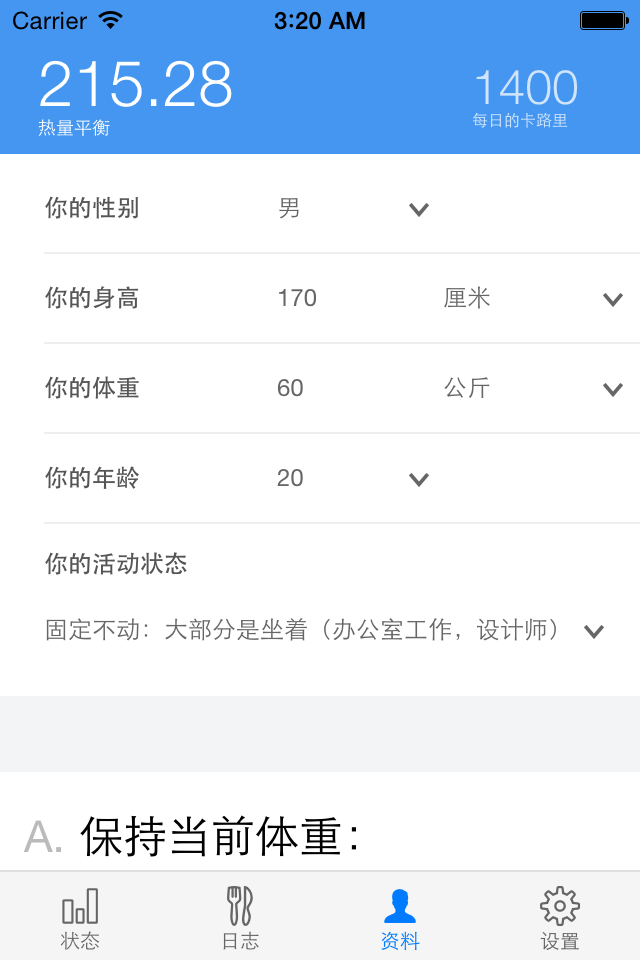 Carrier 3:20 AM
215.28 1400
热量平衡 每日的卡路里
你的性别 男
你的身高 170 厘米
你的体重 60 公斤
你的年龄 20
你的活动状态
固定不动：大部分是坐着（办公室工作，设计师）
A. 保持当前体重：
状态 日志 资料 设置